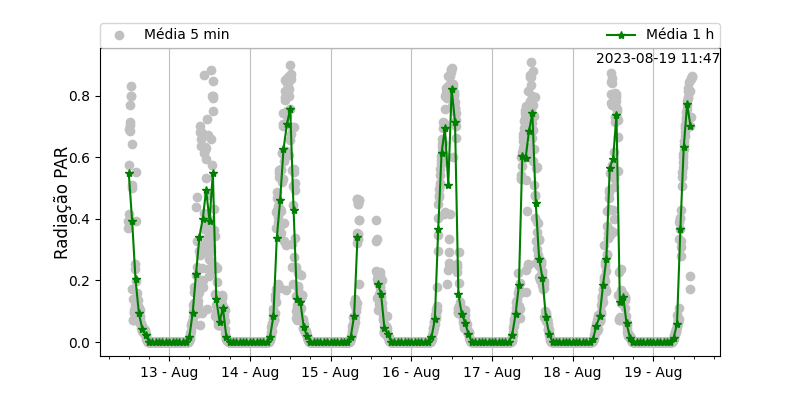 Média 5 min
Média 1 h
2023-08-19 11:47
Radiação PAR
0.8
0.6
0.4
0.2
0.0
13 - Aug
14 - Aug
15 - Aug
16 - Aug
17 - Aug
18 - Aug
19 - Aug